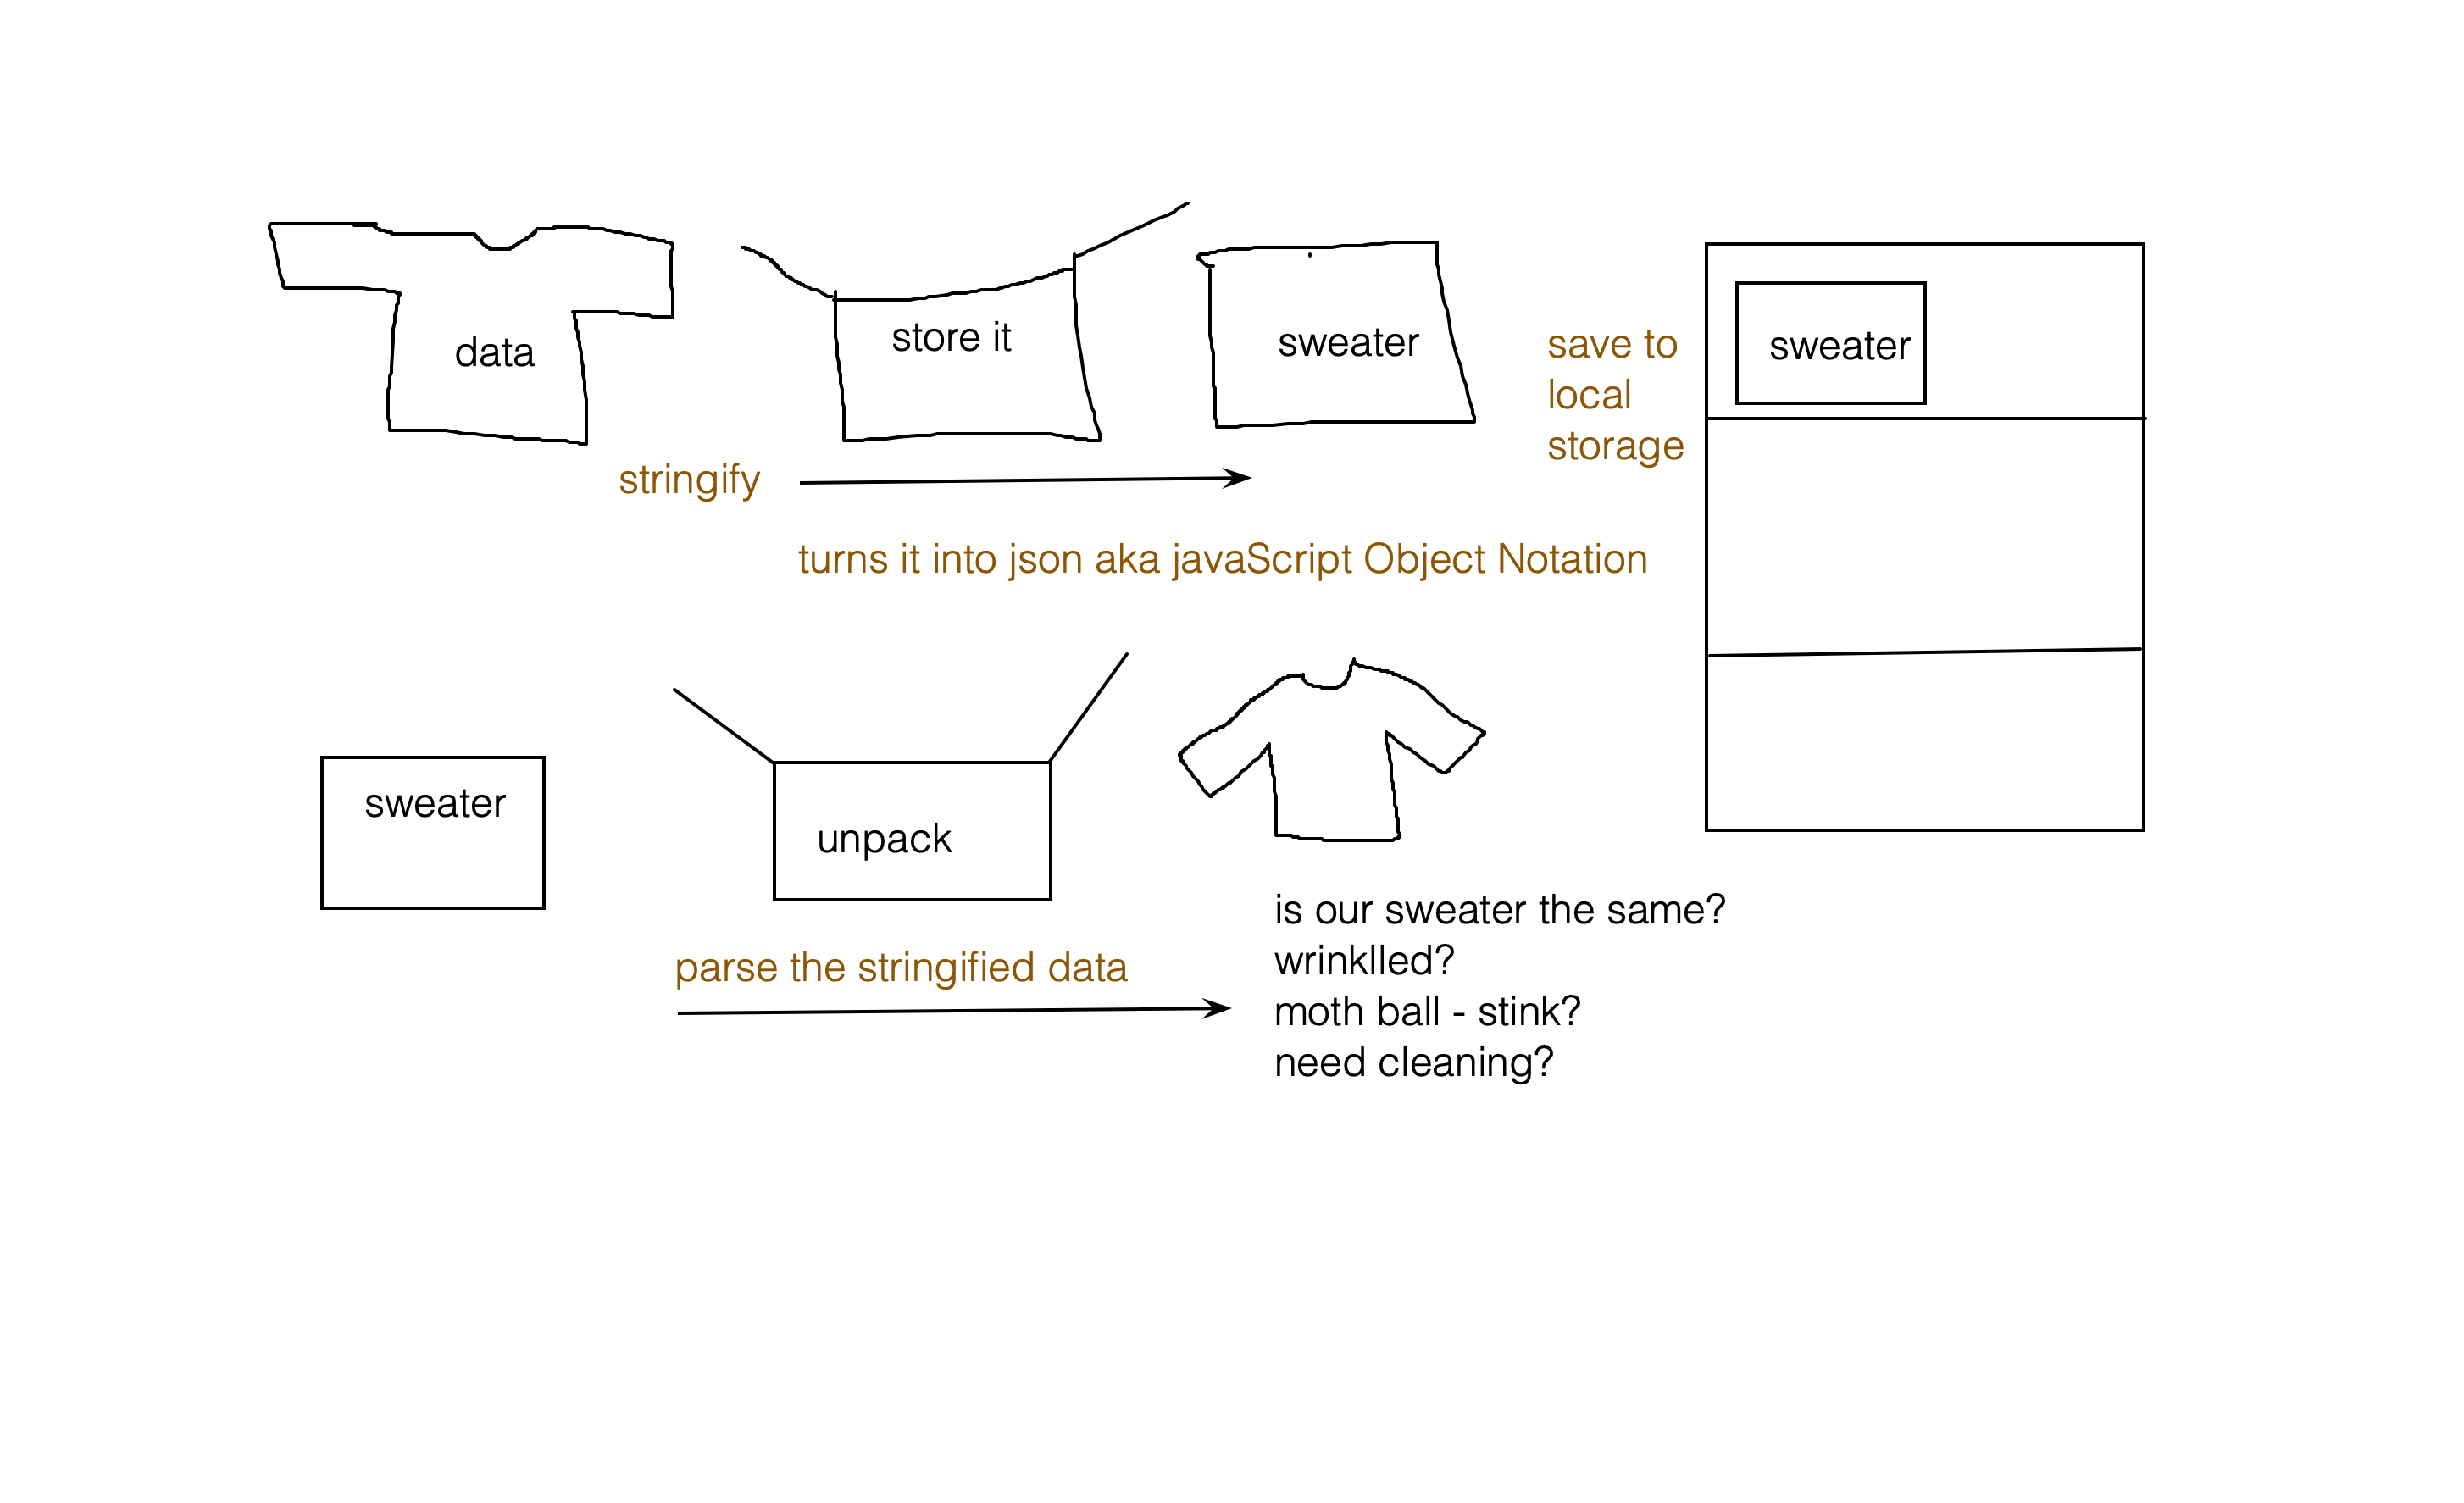 data
store it
sweater
save to
local
storage
sweater
stringify
turns it into json aka javaScript Object Notation
sweater
unpack
parse the stringified data
is our sweater the same?
wrinklled?
moth ball - stink?
need cleaning?